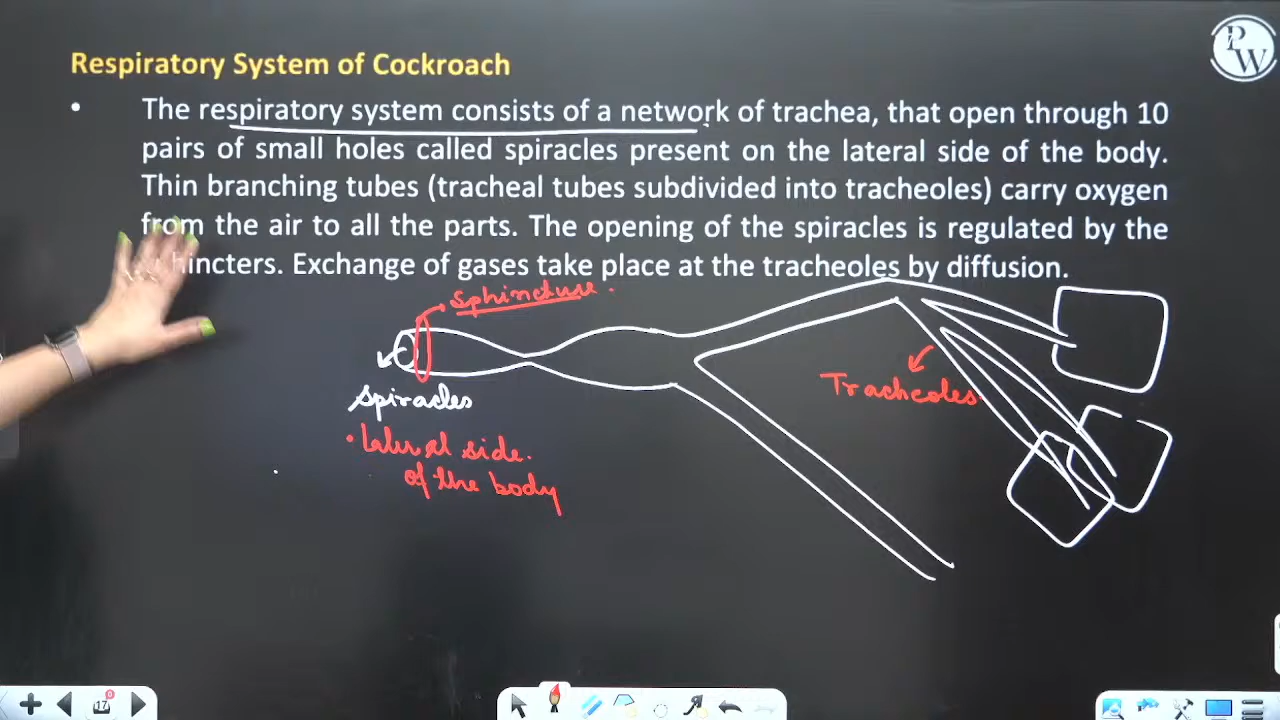 PW
Respiratory System of Cockroach
• The respiratory system consists of a network of trachea, that open through 10
pairs of small holes called spiracles present on the lateral side of the body.
Thin branching tubes (tracheal tubes subdivided into tracheoles) carry oxygen
from the air to all the parts. The opening of the spiracles is regulated by the
hincters. Exchange of gases take place at the tracheoles by diffusion.
Sphincture.
Tracheoles
Spiracles
• lateral side.
of the body
17
0